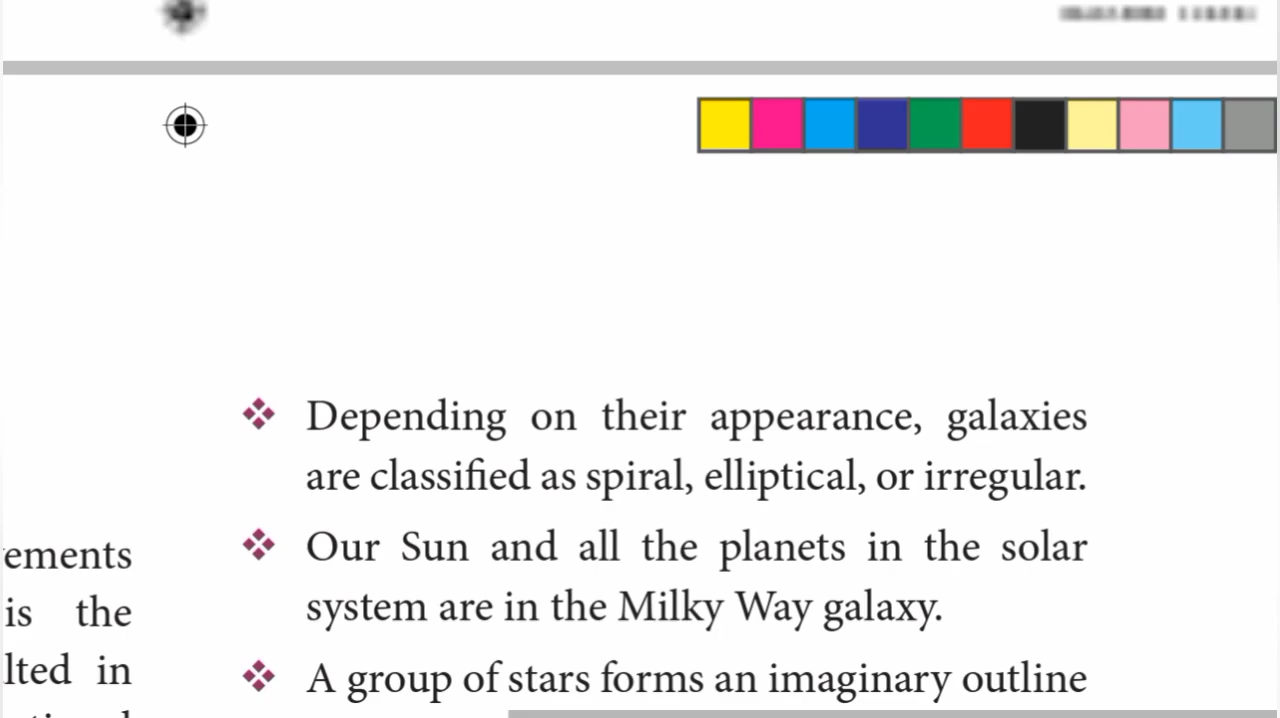 ements
is the
lted in
❖ Depending on their appearance, galaxies
are classified as spiral, elliptical, or irregular.
❖ Our Sun and all the planets in the solar
system are in the Milky Way galaxy.
❖ A group of stars forms an imaginary outline